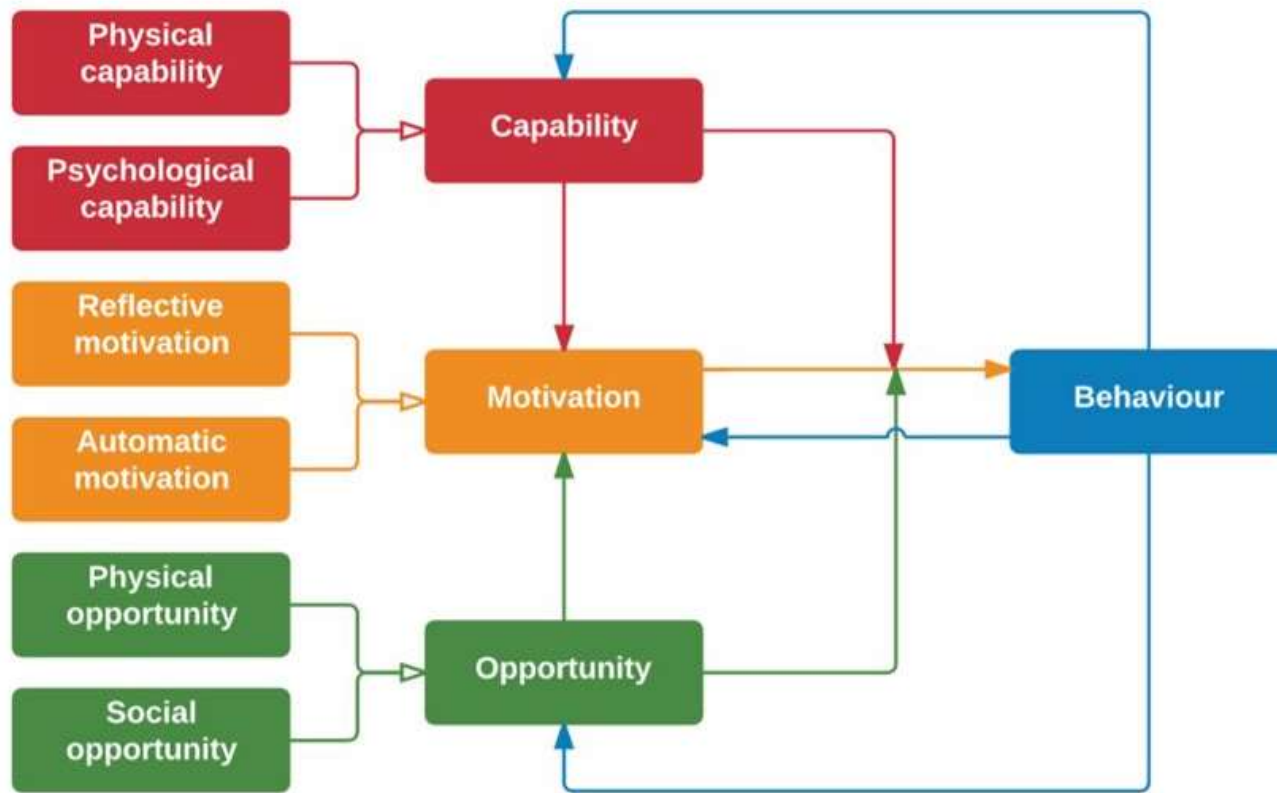 Physical
capability
Capability
Psychological
capability
Reflective
motivation
Motivation
Behaviour
Automatic
motivation
Physical
opportunity
Opportunity
Social
opportunity